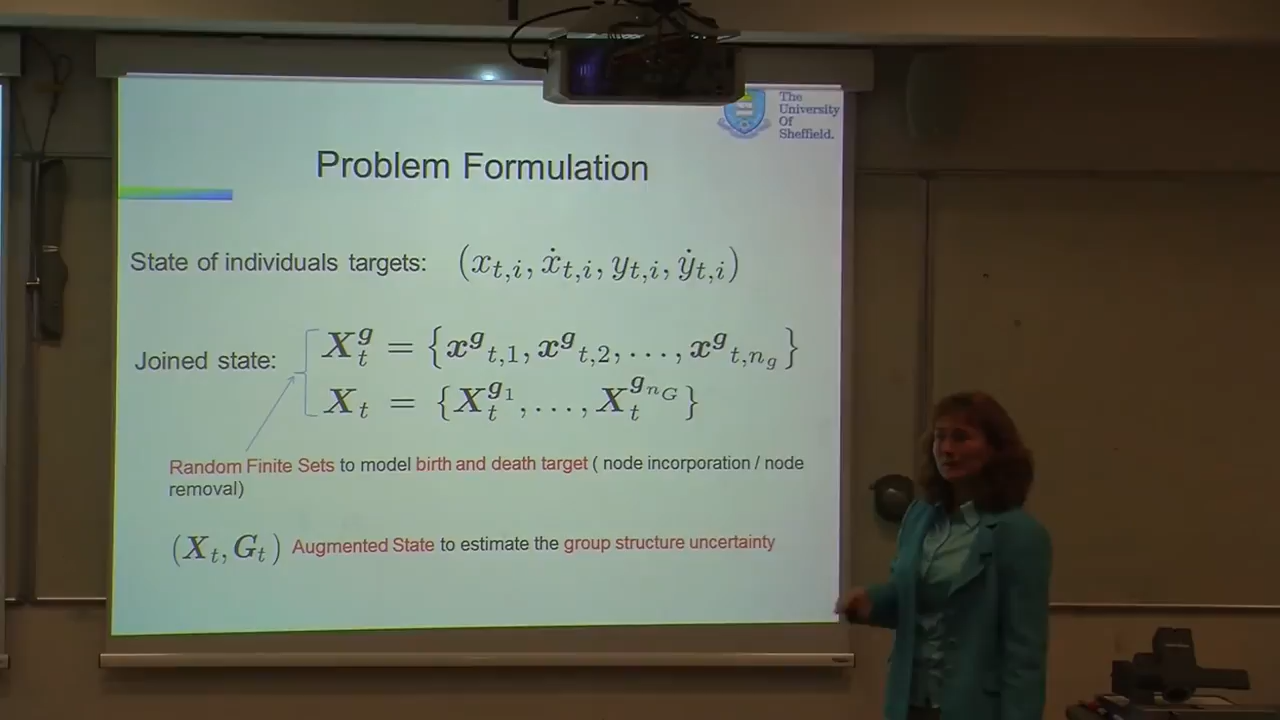 The
University
Of
Sheffield.
Problem Formulation
State of individuals targets: (x_{t,i}, ẋ_{t,i}, y_{t,i}, ẏ_{t,i})
Joined state:
X_t^g = {x^g_{t,1}, x^g_{t,2}, . . . , x^g_{t,n_g}}
X_t = {X_t^{g_1}, . . . , X_t^{g_{n_G}}}
Random Finite Sets to model birth and death target ( node incorporation / node
removal)
(X_t, G_t) Augmented State to estimate the group structure uncertainty